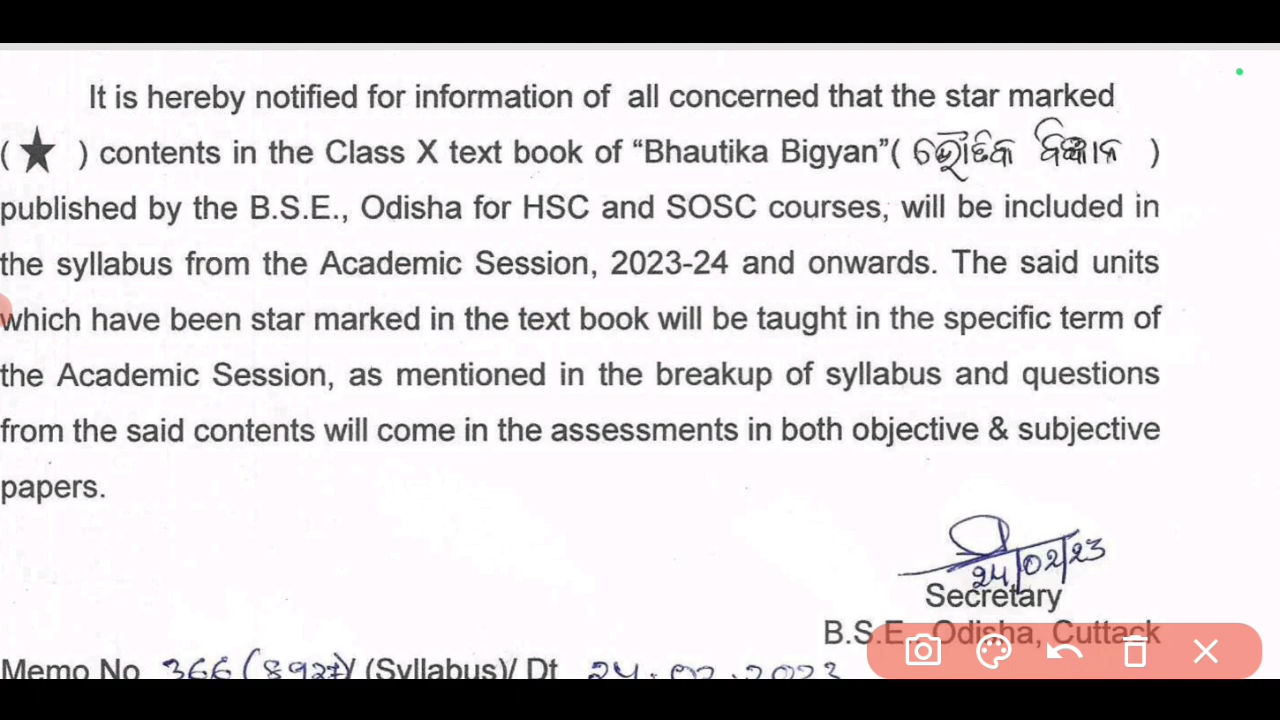 It is hereby notified for information of all concerned that the star marked
( ★ ) contents in the Class X text book of “Bhautika Bigyan”( ଭୌତିକ ବିଜ୍ଞାନ )
published by the B.S.E., Odisha for HSC and SOSC courses, will be included in
the syllabus from the Academic Session, 2023-24 and onwards. The said units
which have been star marked in the text book will be taught in the specific term of
the Academic Session, as mentioned in the breakup of syllabus and questions
from the said contents will come in the assessments in both objective & subjective
papers.
24/02/23
Secretary
B.S.E., Odisha, Cuttack
Memo No 366 (Syllabus)/ Dt 24.02.2023